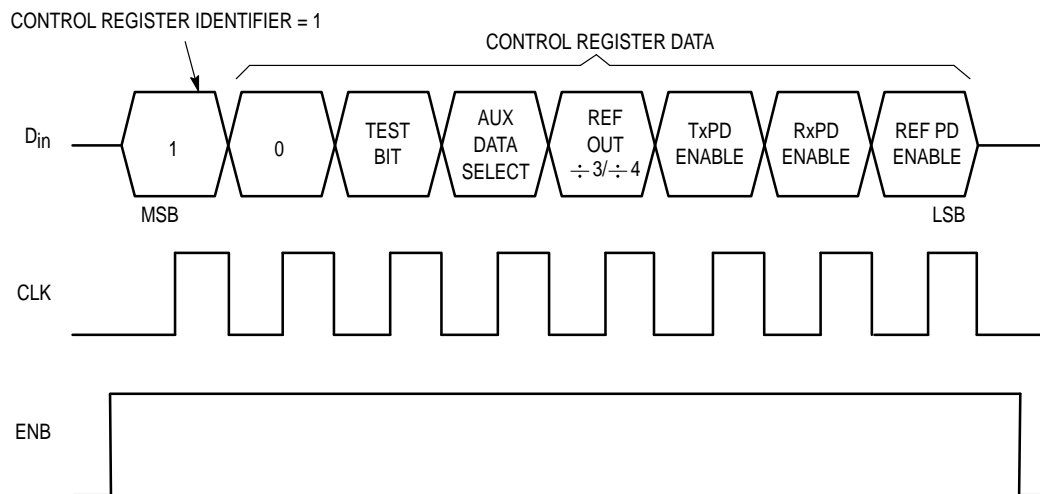 CONTROL REGISTER IDENTIFIER = 1
CONTROL REGISTER DATA
Din
1
0
TEST
BIT
AUX
DATA
SELECT
REF
OUT
÷3/÷4
TxPD
ENABLE
RxPD
ENABLE
REF PD
ENABLE
MSB
LSB
CLK
ENB